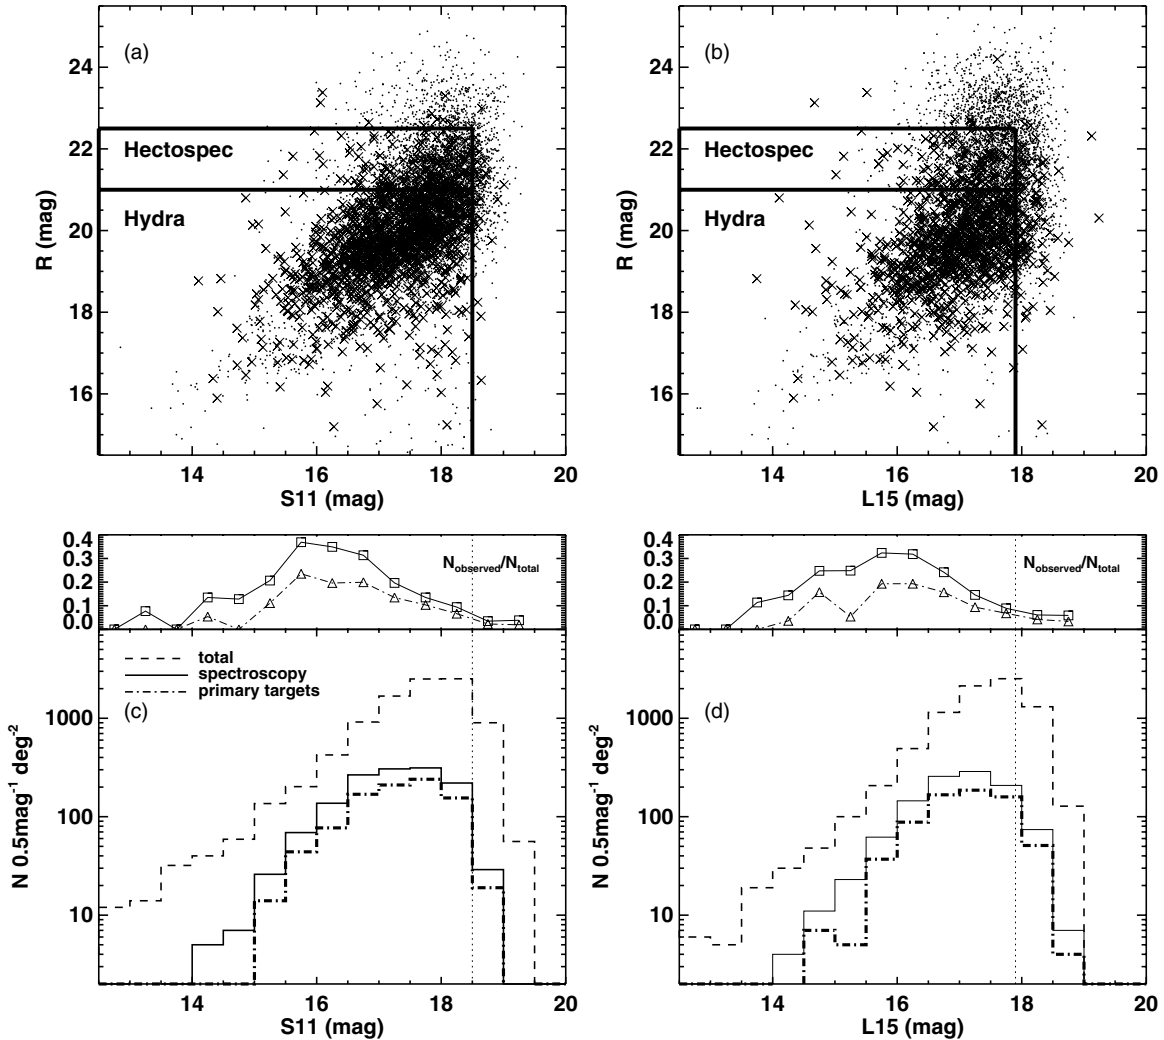 (a)
Hectospec
Hydra
24
22
20
18
16
R (mag)
14 16 18 20
S11 (mag)
(b)
Hectospec
Hydra
24
22
20
18
16
R (mag)
14 16 18 20
L15 (mag)
0.4
0.3
0.2
0.1
0.0
Nobserved/Ntotal
total
spectroscopy
primary targets
(c)
1000
100
10
N 0.5mag-1 deg-2
14 16 18 20
S11 (mag)
0.4
0.3
0.2
0.1
0.0
Nobserved/Ntotal
(d)
1000
100
10
N 0.5mag-1 deg-2
14 16 18 20
L15 (mag)